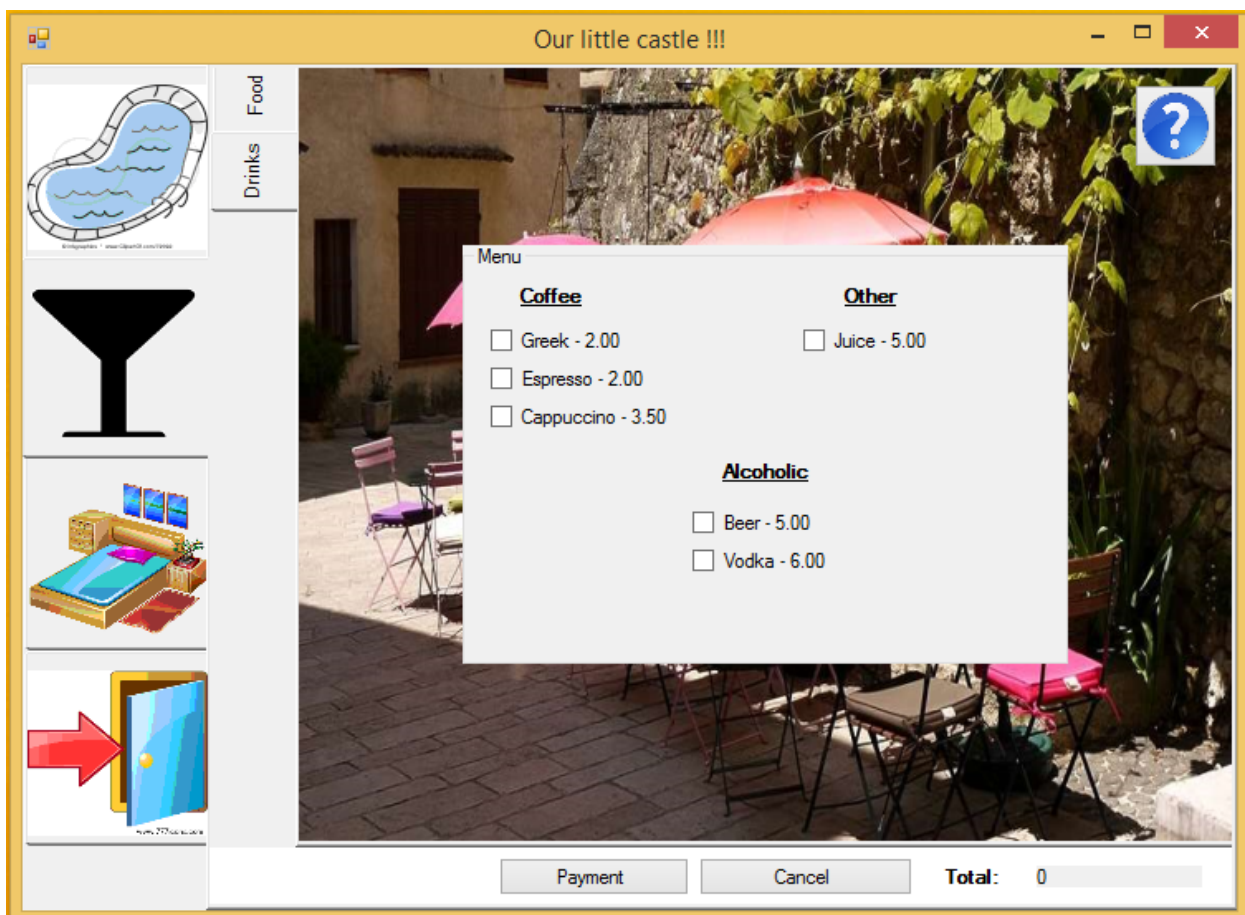 Our little castle !!!
Food
Drinks
Menu
Coffee
Other
Greek - 2.00
Juice - 5.00
Espresso - 2.00
Cappuccino - 3.50
Alcoholic
Beer - 5.00
Vodka - 6.00
Payment
Cancel
Total:
0